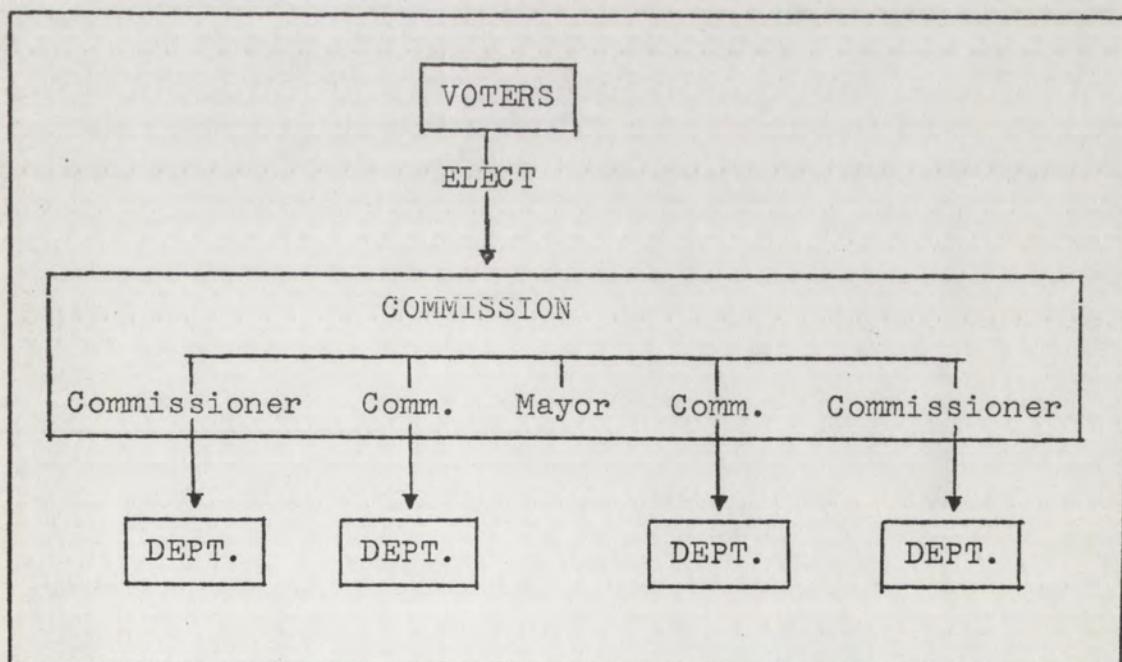 VOTERS
ELECT
COMMISSION
Commissioner Comm. Mayor Comm. Commissioner
DEPT. DEPT. DEPT. DEPT.